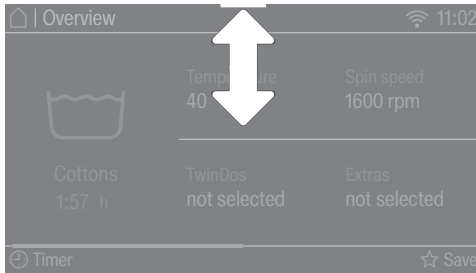 | Overview 11:02
Temperature Spin speed
40 1600 rpm
Cottons TwinDos Extras
1:57 h not selected not selected
Timer Save